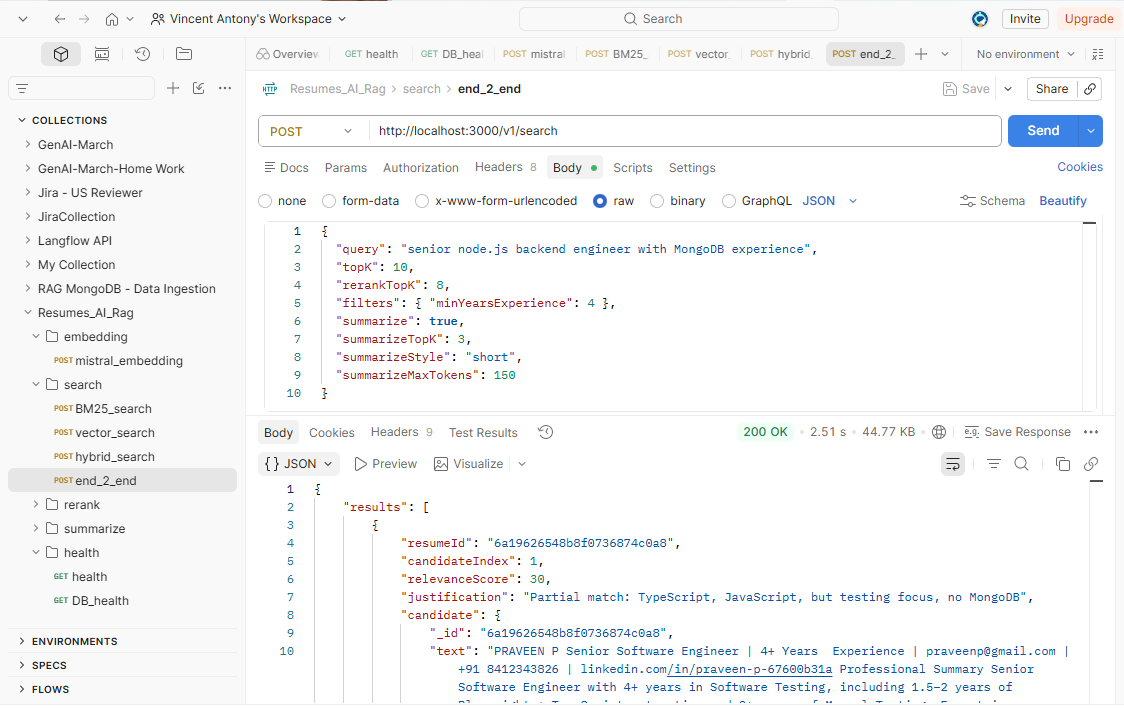 Vincent Antony's Workspace
Search
Invite
Upgrade
Overview
GET health
GET DB_heal
POST mistral
POST BM25_
POST vector_
POST hybrid_
POST end_2_
No environment
HTTP Resumes_AI_Rag > search > end_2_end
Save
Share
POST http://localhost:3000/v1/search
Send
Docs Params Authorization Headers 8 Body Scripts Settings
Cookies
none form-data x-www-form-urlencoded raw binary GraphQL JSON
Schema Beautify
1 {
2 "query": "senior node.js backend engineer with MongoDB experience",
3 "topK": 10,
4 "rerankTopK": 8,
5 "filters": { "minYearsExperience": 4 },
6 "summarize": true,
7 "summarizeTopK": 3,
8 "summarizeStyle": "short",
9 "summarizeMaxTokens": 150
10 }
COLLECTIONS
GenAI-March
GenAI-March-Home Work
Jira - US Reviewer
JiraCollection
Langflow API
My Collection
RAG MongoDB - Data Ingestion
Resumes_AI_Rag
embedding
POST mistral_embedding
search
POST BM25_search
POST vector_search
POST hybrid_search
POST end_2_end
rerank
summarize
health
GET health
GET DB_health
ENVIRONMENTS
SPECS
FLOWS
Body Cookies Headers 9 Test Results
200 OK • 2.51 s • 44.77 KB • e.g. Save Response
{} JSON Preview Visualize
1 {
2 "results": [
3 {
4 "resumeId": "6a19626548b8f0736874c0a8",
5 "candidateIndex": 1,
6 "relevanceScore": 30,
7 "justification": "Partial match: TypeScript, JavaScript, but testing focus, no MongoDB",
8 "candidate": {
9 "_id": "6a19626548b8f0736874c0a8",
10 "text": "PRAVEEN P Senior Software Engineer | 4+ Years  Experience | praveenp@gmail.com |
+91 8412343826 | linkedin.com/in/praveen-p-67600b31a Professional Summary Senior
Software Engineer with 4+ years in Software Testing, including 1.5–2 years of